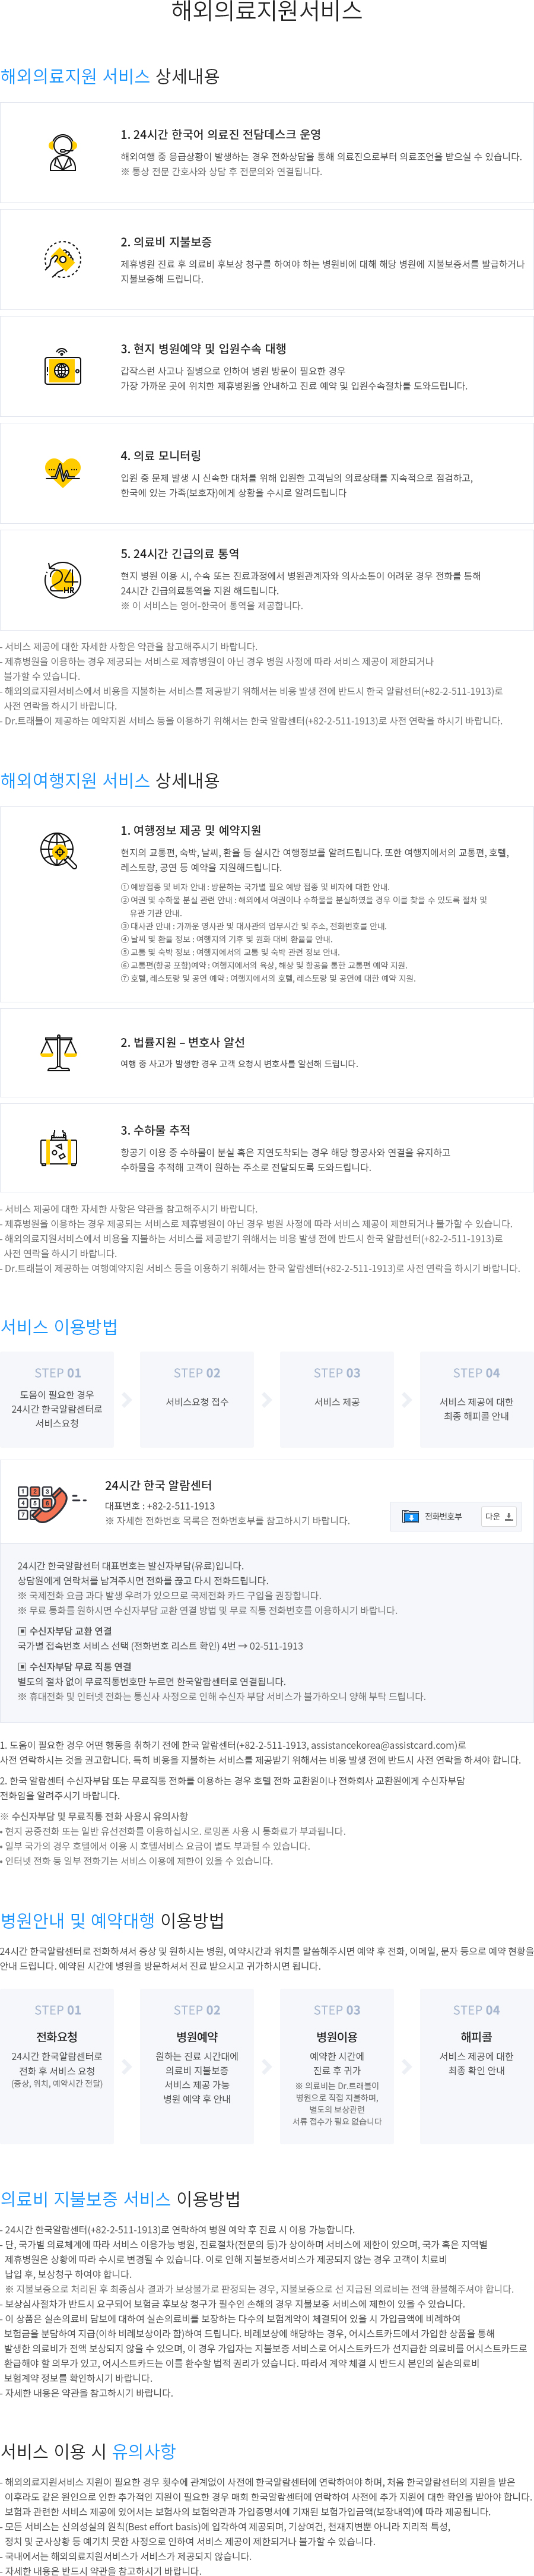 해외의료지원서비스
해외의료지원 서비스 상세내용
1. 24시간 한국어 의료진 전담데스크 운영
해외여행 중 응급상황이 발생하는 경우 전화상담을 통해 의료진으로부터 의료조언을 받으실 수 있습니다.
※ 통상 전문 간호사와 상담 후 전문의와 연결됩니다.
2. 의료비 지불보증
제휴병원 진료 후 의료비 후보상 청구를 하여야 하는 병원비에 대해 해당 병원에 지불보증서를 발급하거나
지불보증해 드립니다.
3. 현지 병원예약 및 입원수속 대행
갑작스런 사고나 질병으로 인하여 병원 방문이 필요한 경우
가장 가까운 곳에 위치한 제휴병원을 안내하고 진료 예약 및 입원수속절차를 도와드립니다.
4. 의료 모니터링
입원 중 문제 발생 시 신속한 대처를 위해 입원한 고객님의 의료상태를 지속적으로 점검하고,
한국에 있는 가족(보호자)에게 상황을 수시로 알려드립니다
24
HR
5. 24시간 긴급의료 통역
현지 병원 이용 시, 수속 또는 진료과정에서 병원관계자와 의사소통이 어려운 경우 전화를 통해
24시간 긴급의료통역을 지원 해드립니다.
※ 이 서비스는 영어-한국어 통역을 제공합니다.
- 서비스 제공에 대한 자세한 사항은 약관을 참고해주시기 바랍니다.
- 제휴병원을 이용하는 경우 제공되는 서비스로 제휴병원이 아닌 경우 병원 사정에 따라 서비스 제공이 제한되거나
불가할 수 있습니다.
- 해외의료지원서비스에서 비용을 지불하는 서비스를 제공받기 위해서는 비용 발생 전에 반드시 한국 알람센터(+82-2-511-1913)로
사전 연락을 하시기 바랍니다.
- Dr.트래블이 제공하는 예약지원 서비스 등을 이용하기 위해서는 한국 알람센터(+82-2-511-1913)로 사전 연락을 하시기 바랍니다.
해외여행지원 서비스 상세내용
1. 여행정보 제공 및 예약지원
현지의 교통편, 숙박, 날씨, 환율 등 실시간 여행정보를 알려드립니다. 또한 여행지에서의 교통편, 호텔,
레스토랑, 공연 등 예약을 지원해드립니다.
① 예방접종 및 비자 안내 : 방문하는 국가별 필요 예방 접종 및 비자에 대한 안내.
② 여권 및 수하물 분실 관련 안내 : 해외에서 여권이나 수하물을 분실하였을 경우 이를 찾을 수 있도록 절차 및
유관 기관 안내.
③ 대사관 안내 : 가까운 영사관 및 대사관의 업무시간 및 주소, 전화번호를 안내.
④ 날씨 및 환율 정보 : 여행지의 기후 및 원화 대비 환율을 안내.
⑤ 교통 및 숙박 정보 : 여행지에서의 교통 및 숙박 관련 정보 안내.
⑥ 교통편(항공 포함)예약 : 여행지에서의 육상, 해상 및 항공을 통한 교통편 예약 지원.
⑦ 호텔, 레스토랑 및 공연 예약 : 여행지에서의 호텔, 레스토랑 및 공연에 대한 예약 지원.
2. 법률지원 – 변호사 알선
여행 중 사고가 발생한 경우 고객 요청시 변호사를 알선해 드립니다.
3. 수하물 추적
항공기 이용 중 수하물이 분실 혹은 지연도착되는 경우 해당 항공사와 연결을 유지하고
수하물을 추적해 고객이 원하는 주소로 전달되도록 도와드립니다.
- 서비스 제공에 대한 자세한 사항은 약관을 참고해주시기 바랍니다.
- 제휴병원을 이용하는 경우 제공되는 서비스로 제휴병원이 아닌 경우 병원 사정에 따라 서비스 제공이 제한되거나 불가할 수 있습니다.
- 해외의료지원서비스에서 비용을 지불하는 서비스를 제공받기 위해서는 비용 발생 전에 반드시 한국 알람센터(+82-2-511-1913)로
사전 연락을 하시기 바랍니다.
- Dr.트래블이 제공하는 여행예약지원 서비스 등을 이용하기 위해서는 한국 알람센터(+82-2-511-1913)로 사전 연락을 하시기 바랍니다.
서비스 이용방법
STEP 01
도움이 필요한 경우
24시간 한국알람센터로
서비스요청
STEP 02
서비스요청 접수
STEP 03
서비스 제공
STEP 04
서비스 제공에 대한
최종 해피콜 안내
1 2 3
4 5 6
7
24시간 한국 알람센터
대표번호 : +82-2-511-1913
※ 자세한 전화번호 목록은 전화번호부를 참고하시기 바랍니다.
전화번호부
다운
24시간 한국알람센터 대표번호는 발신자부담(유료)입니다.
상담원에게 연락처를 남겨주시면 전화를 끊고 다시 전화드립니다.
※ 국제전화 요금 과다 발생 우려가 있으므로 국제전화 카드 구입을 권장합니다.
※ 무료 통화를 원하시면 수신자부담 교환 연결 방법 및 무료 직통 전화번호를 이용하시기 바랍니다.
▣ 수신자부담 교환 연결
국가별 접속번호 서비스 선택 (전화번호 리스트 확인) 4번 → 02-511-1913
▣ 수신자부담 무료 직통 연결
별도의 절차 없이 무료직통번호만 누르면 한국알람센터로 연결됩니다.
※ 휴대전화 및 인터넷 전화는 통신사 사정으로 인해 수신자 부담 서비스가 불가하오니 양해 부탁 드립니다.
1. 도움이 필요한 경우 어떤 행동을 취하기 전에 한국 알람센터(+82-2-511-1913, assistancekorea@assistcard.com)로
사전 연락하시는 것을 권고합니다. 특히 비용을 지불하는 서비스를 제공받기 위해서는 비용 발생 전에 반드시 사전 연락을 하셔야 합니다.
2. 한국 알람센터 수신자부담 또는 무료직통 전화를 이용하는 경우 호텔 전화 교환원이나 전화회사 교환원에게 수신자부담
전화임을 알려주시기 바랍니다.
※ 수신자부담 및 무료직통 전화 사용시 유의사항
• 현지 공중전화 또는 일반 유선전화를 이용하십시오. 로밍폰 사용 시 통화료가 부과됩니다.
• 일부 국가의 경우 호텔에서 이용 시 호텔서비스 요금이 별도 부과될 수 있습니다.
• 인터넷 전화 등 일부 전화기는 서비스 이용에 제한이 있을 수 있습니다.
병원안내 및 예약대행 이용방법
24시간 한국알람센터로 전화하셔서 증상 및 원하시는 병원, 예약시간과 위치를 말씀해주시면 예약 후 전화, 이메일, 문자 등으로 예약 현황을
안내 드립니다. 예약된 시간에 병원을 방문하셔서 진료 받으시고 귀가하시면 됩니다.
STEP 01
전화요청
24시간 한국알람센터로
전화 후 서비스 요청
(증상, 위치, 예약시간 전달)
STEP 02
병원예약
원하는 진료 시간대에
의료비 지불보증
서비스 제공 가능
병원 예약 후 안내
STEP 03
병원이용
예약한 시간에
진료 후 귀가
※ 의료비는 Dr.트래블이
병원으로 직접 지불하며,
별도의 보상관련
서류 접수가 필요 없습니다
STEP 04
해피콜
서비스 제공에 대한
최종 확인 안내
의료비 지불보증 서비스 이용방법
- 24시간 한국알람센터(+82-2-511-1913)로 연락하여 병원 예약 후 진료 시 이용 가능합니다.
- 단, 국가별 의료체계에 따라 서비스 이용가능 병원, 진료절차(전문의 등)가 상이하며 서비스에 제한이 있으며, 국가 혹은 지역별
제휴병원은 상황에 따라 수시로 변경될 수 있습니다. 이로 인해 지불보증서비스가 제공되지 않는 경우 고객이 치료비
납입 후, 보상청구 하여야 합니다.
※ 지불보증으로 처리된 후 최종심사 결과가 보상불가로 판정되는 경우, 지불보증으로 선 지급된 의료비는 전액 환불해주셔야 합니다.
- 보상심사절차가 반드시 요구되어 보험금 후보상 청구가 필수인 손해의 경우 지불보증 서비스에 제한이 있을 수 있습니다.
- 이 상품은 실손의료비 담보에 대하여 실손의료비를 보장하는 다수의 보험계약이 체결되어 있을 시 가입금액에 비례하여
보험금을 분담하여 지급(이하 비례보상이라 함)하여 드립니다. 비례보상에 해당하는 경우, 어시스트카드에서 가입한 상품을 통해
발생한 의료비가 전액 보상되지 않을 수 있으며, 이 경우 가입자는 지불보증 서비스로 어시스트카드가 선지급한 의료비를 어시스트카드로
환급해야 할 의무가 있고, 어시스트카드는 이를 환수할 법적 권리가 있습니다. 따라서 계약 체결 시 반드시 본인의 실손의료비
보험계약 정보를 확인하시기 바랍니다.
- 자세한 내용은 약관을 참고하시기 바랍니다.
서비스 이용 시 유의사항
- 해외의료지원서비스 지원이 필요한 경우 횟수에 관계없이 사전에 한국알람센터에 연락하여야 하며, 처음 한국알람센터의 지원을 받은
이후라도 같은 원인으로 인한 추가적인 지원이 필요한 경우 매회 한국알람센터에 연락하여 사전에 추가 지원에 대한 확인을 받아야 합니다.
보험과 관련한 서비스 제공에 있어서는 보험사의 보험약관과 가입증명서에 기재된 보험가입금액(보장내역)에 따라 제공됩니다.
- 모든 서비스는 신의성실의 원칙(Best effort basis)에 입각하여 제공되며, 기상여건, 천재지변뿐 아니라 지리적 특성,
정치 및 군사상황 등 예기치 못한 사정으로 인하여 서비스 제공이 제한되거나 불가할 수 있습니다.
- 국내에서는 해외의료지원서비스가 서비스가 제공되지 않습니다.
- 자세한 내용은 반드시 약관을 참고하시기 바랍니다.